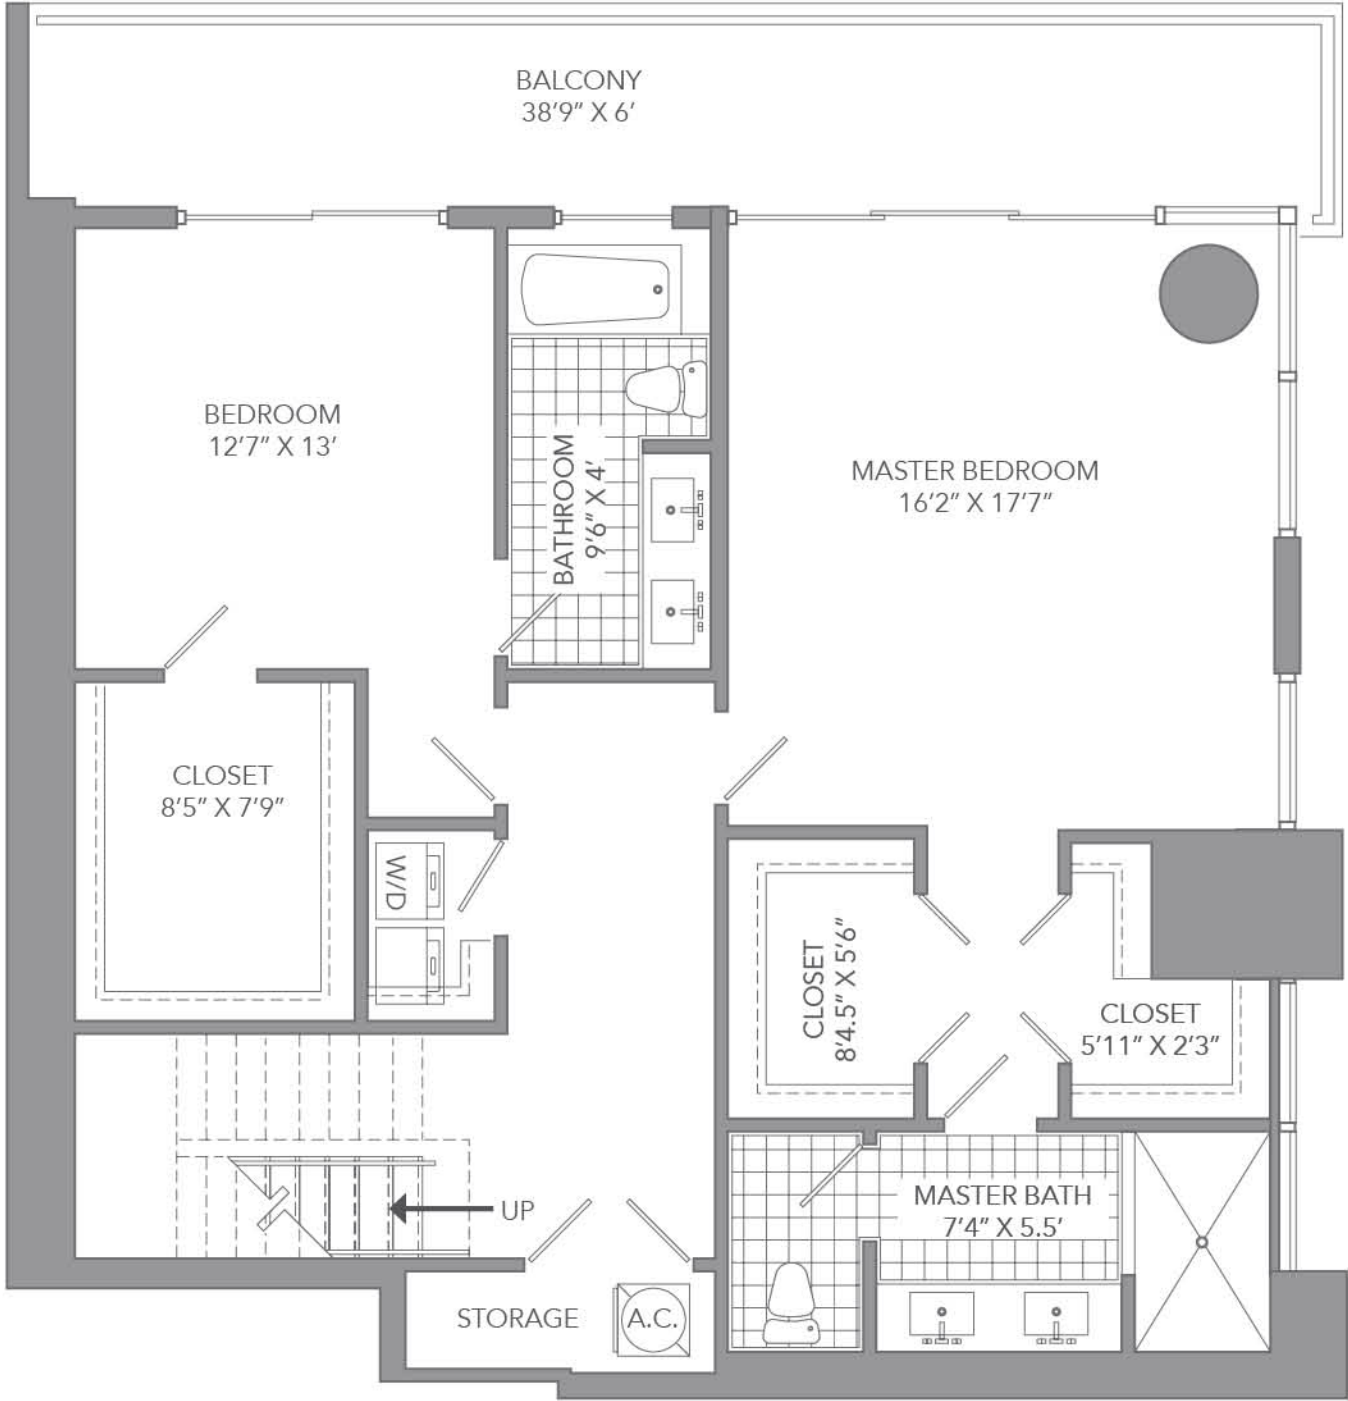 BALCONY
38'9" X 6'
BEDROOM
12'7" X 13'
BATHROOM
9'6" X 4'
MASTER BEDROOM
16'2" X 17'7"
CLOSET
8'5" X 7'9"
W/D
CLOSET
8'4.5" X 5'6"
CLOSET
5'11" X 2'3"
UP
MASTER BATH
7'4" X 5.5'
STORAGE
A.C.